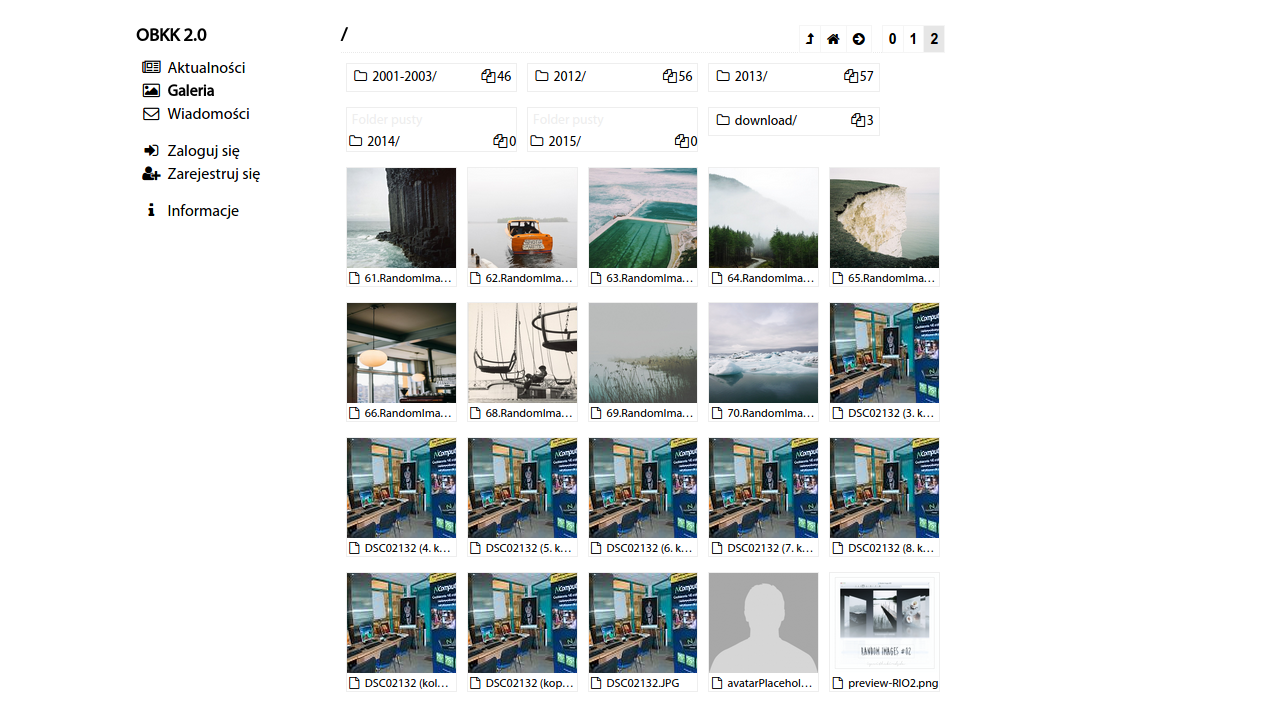 OBKK 2.0
Aktualności
Galeria
Wiadomości
Zaloguj się
Zarejestruj się
Informacje
/
0 1 2
2001-2003/ 46
2012/ 56
2013/ 57
Folder pusty
2014/ 0
Folder pusty
2015/ 0
download/ 3
61.RandomIma…
62.RandomIma…
63.RandomIma…
64.RandomIma…
65.RandomIma…
66.RandomIma…
68.RandomIma…
69.RandomIma…
70.RandomIma…
DSC02132 (3. k…
DSC02132 (4. k…
DSC02132 (5. k…
DSC02132 (6. k…
DSC02132 (7. k…
DSC02132 (8. k…
DSC02132 (kol…
DSC02132 (kop…
DSC02132.JPG
avatarPlacehol…
RANDOM IMAGES #02
preview-RIO2.png